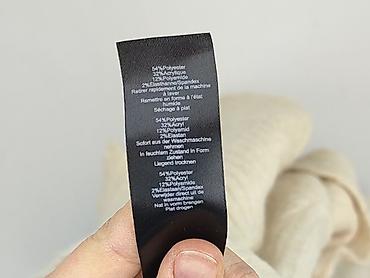 54%Polyester
32%Acrylique
12%Polyamide
2%Elasthanne/Spandex
Retirer rapidement de la machine
à laver
Remettre en forme à l'état
humide
Séchage à plat
54%Polyester
32%Acryl
12%Polyamid
2%Elastan
Sofort aus der Waschmaschine
nehmen
In feuchtem Zustand in Form
ziehen
Liegend trocknen
54%Polyester
32%Acryl
12%Polyamide
2%Elastaan/Spandex
Verwijder direct uit de
wasmachine
Nat in vorm brengen
Plat drogen